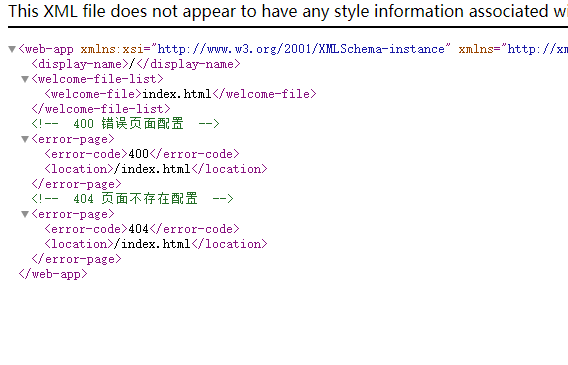 This XML file does not appear to have any style information associated
<web-app xmlns:xsi="http://www.w3.org/2001/XMLSchema-instance" xmlns="http://
<display-name>/</display-name>
<welcome-file-list>
<welcome-file>index.html</welcome-file>
</welcome-file-list>
<!-- 400 错误页面配置 -->
<error-page>
<error-code>400</error-code>
<location>/index.html</location>
</error-page>
<!-- 404 页面不存在配置 -->
<error-page>
<error-code>404</error-code>
<location>/index.html</location>
</error-page>
</web-app>